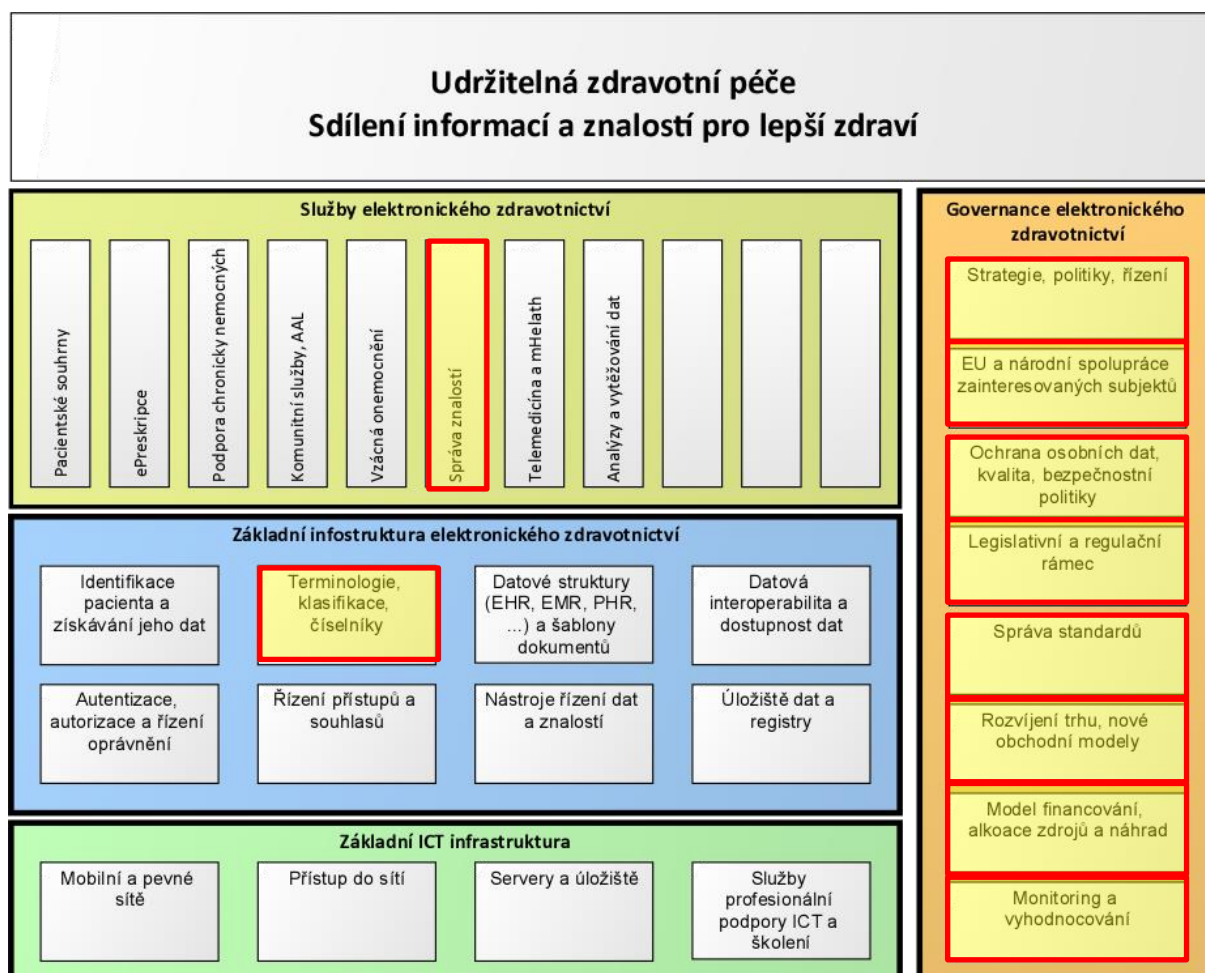 Udržitelná zdravotní péče
Sdílení informací a znalostí pro lepší zdraví
Služby elektronického zdravotnictví
Pacientské souhrny
ePreskripce
Podpora chronicky nemocných
Komunitní služby, AAL
Vzácná onemocnění
Správa znalostí
Telemedicína a mHelath
Analýzy a vytěžování dat
Základní infostruktura elektronického zdravotnictví
Identifikace
pacienta a
získávání jeho dat
Terminologie,
klasifikace,
číselníky
Datové struktury
(EHR, EMR, PHR,
...) a šablony
dokumentů
Datová
interoperabilita a
dostupnost dat
Autentizace,
autorizace a řízení
oprávnění
Řízení přístupů a
souhlasů
Nástroje řízení dat
a znalostí
Úložiště dat a
registry
Základní ICT infrastruktura
Mobilní a pevné
sítě
Přístup do sítí
Servery a úložiště
Služby
profesionální
podpory ICT a
školení
Governance elektronického
zdravotnictví
Strategie, politiky, řízení
EU a národní spolupráce
zainteresovaných subjektů
Ochrana osobních dat,
kvalita, bezpečnostní
politiky
Legislativní a regulační
rámec
Správa standardů
Rozvíjení trhu, nové
obchodní modely
Model financování,
alkoace zdrojů a náhrad
Monitoring a
vyhodnocování